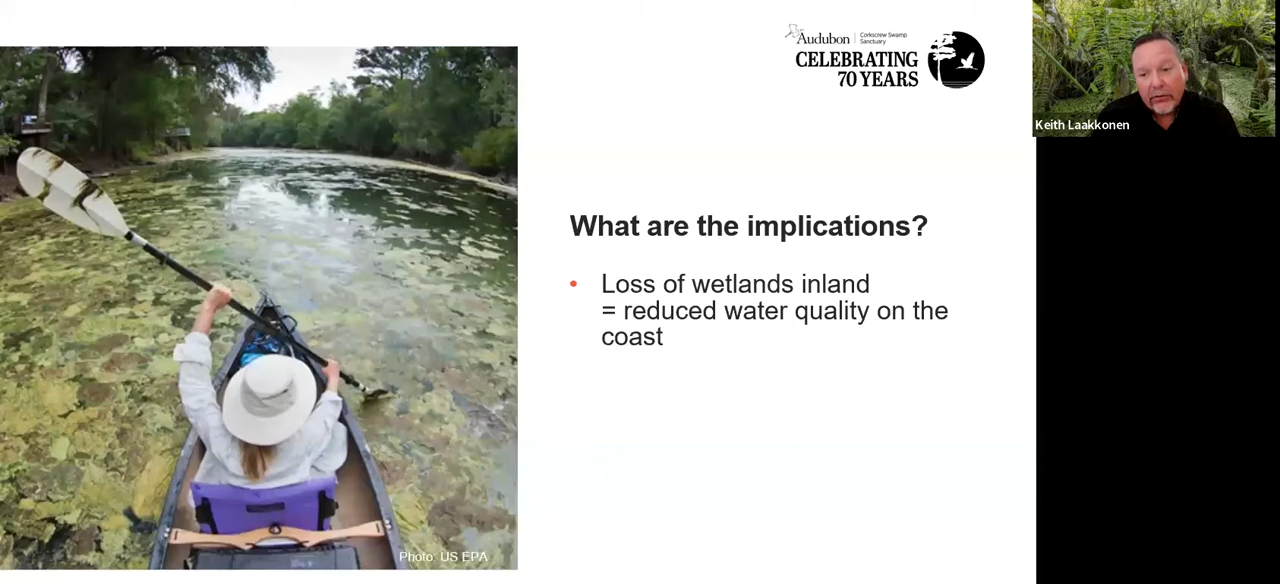 Audubon
Corkscrew Swamp
Sanctuary
CELEBRATING
70 YEARS
Keith Laakkonen
What are the implications?
• Loss of wetlands inland
= reduced water quality on the
coast
Photo: US EPA